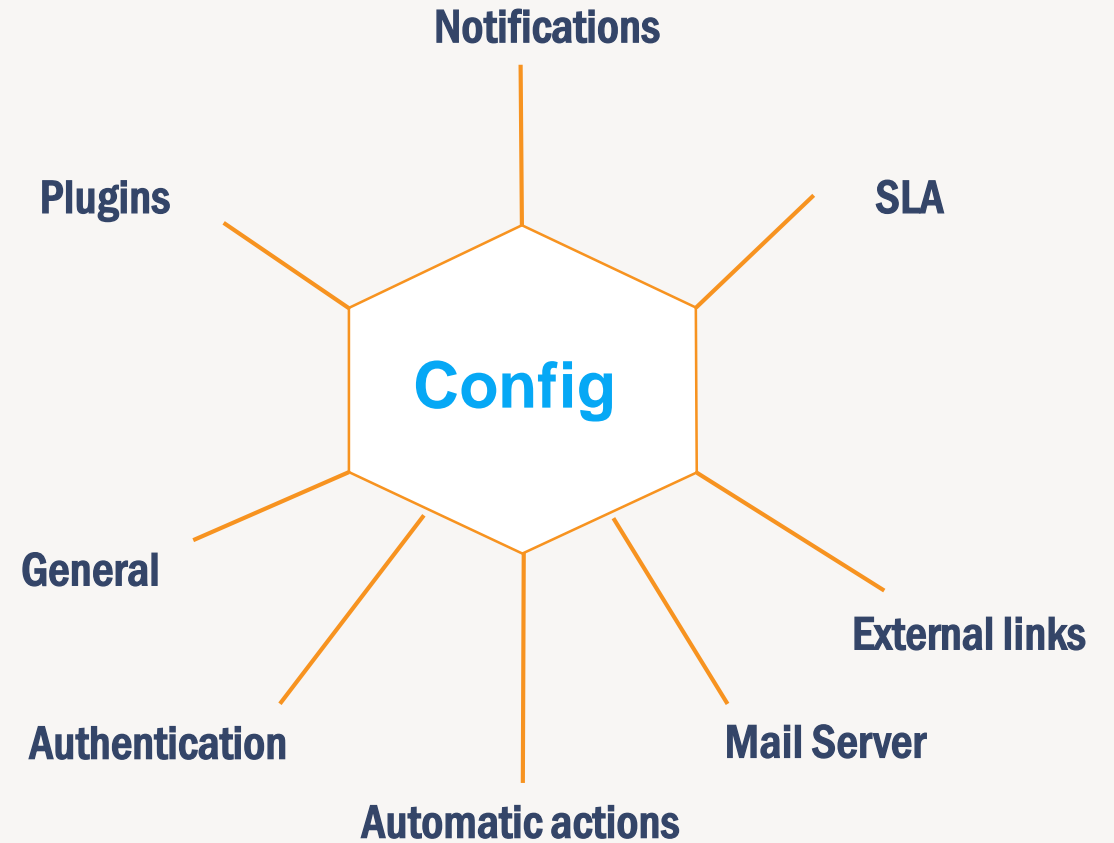 Notifications
Plugins
SLA
Config
General
External links
Authentication
Mail Server
Automatic actions